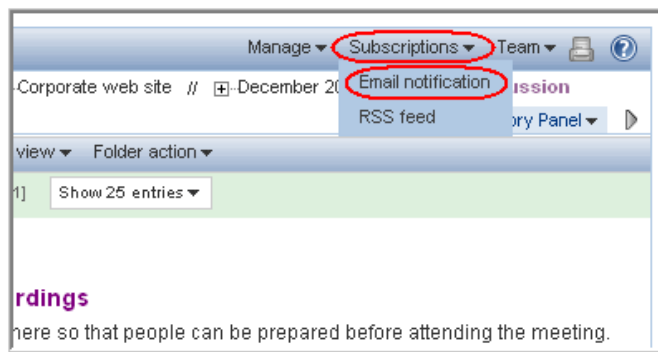 Manage Subscriptions Team
Corporate web site // December 20
Email notification
ussion
RSS feed
ory Panel
view Folder action
1] Show 25 entries
rdings
here so that people can be prepared before attending the meeting.